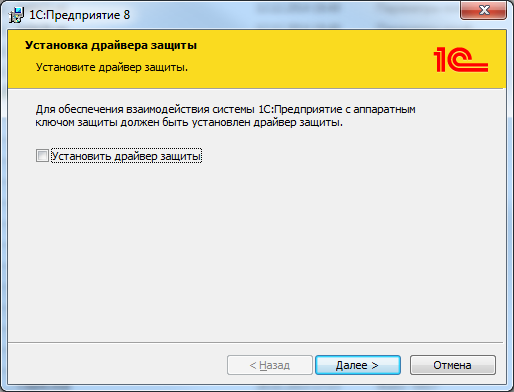 1С:Предприятие 8
Установка драйвера защиты
Установите драйвер защиты.
1С
Для обеспечения взаимодействия системы 1С:Предприятие с аппаратным
ключом защиты должен быть установлен драйвер защиты.
Установить драйвер защиты
< Назад
Далее >
Отмена